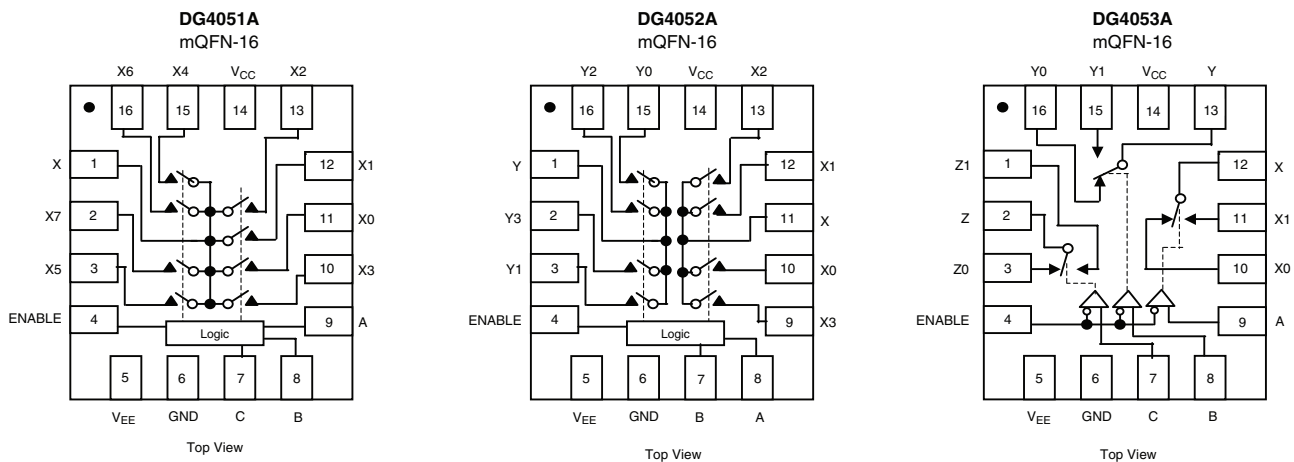 DG4051A
mQFN-16
X6 X4 VCC X2
16 15 14 13
X 1 12 X1
X7 2 11 X0
X5 3 10 X3
ENABLE 4 Logic 9 A
5 6 7 8
VEE GND C B
Top View
DG4052A
mQFN-16
Y2 Y0 VCC X2
16 15 14 13
Y 1 12 X1
Y3 2 11 X
Y1 3 10 X0
ENABLE 4 Logic 9 X3
5 6 7 8
VEE GND B A
Top View
DG4053A
mQFN-16
Y0 Y1 VCC Y
16 15 14 13
Z1 1 12 X
Z 2 11 X1
Z0 3 10 X0
ENABLE 4 9 A
5 6 7 8
VEE GND C B
Top View